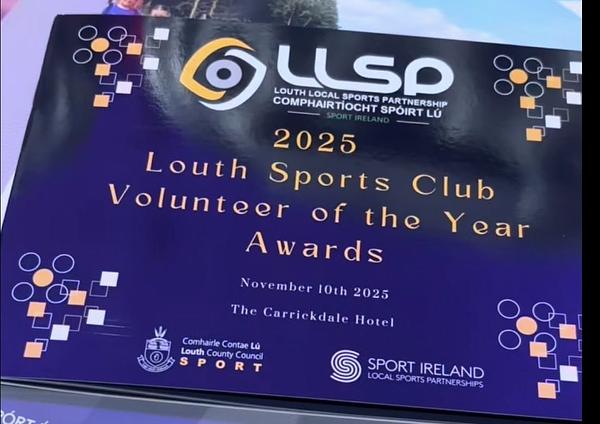 LLSP
LOUTH LOCAL SPORTS PARTNERSHIP
COMPHAIRTÍOCHT SPÓIRT LÚ
SPORT IRELAND
2025
Louth Sports Club
Volunteer of the Year
Awards
November 10th 2025
The Carrickdale Hotel
Comhairle Contae Lú
Louth County Council
SPORT
SPORT IRELAND
LOCAL SPORTS PARTNERSHIPS